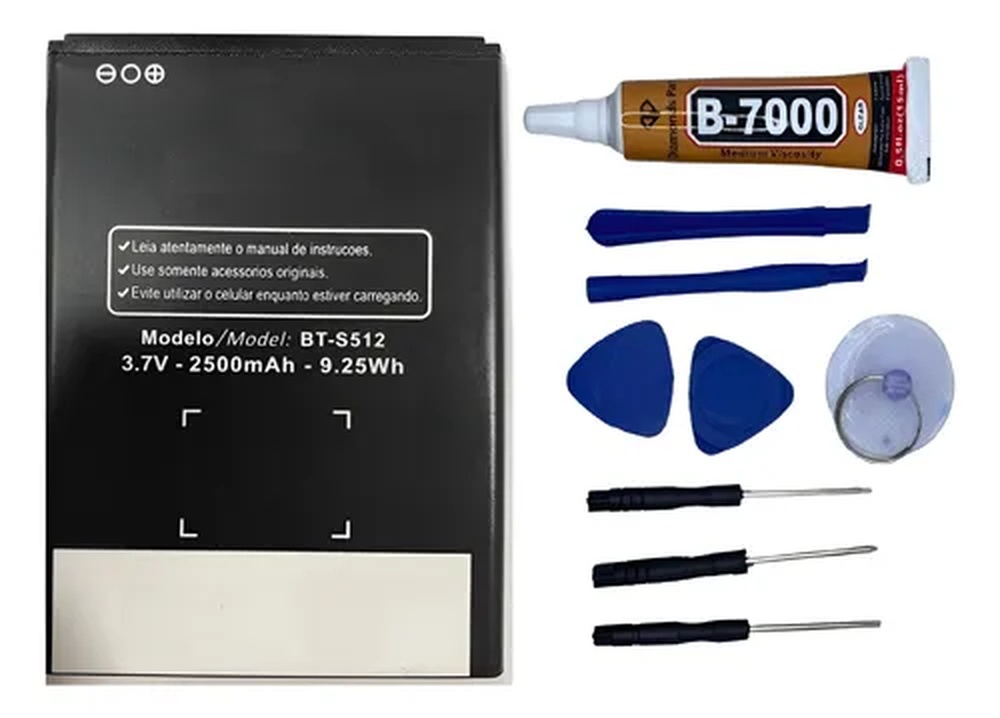 Leia atentamente o manual de instrucoes.
Use somente acessorios originais.
Evite utilizar o celular enquanto estiver carregando.
Modelo/Model: BT-S512
3.7V - 2500mAh - 9.25Wh
B-7000
Medium Viscosity